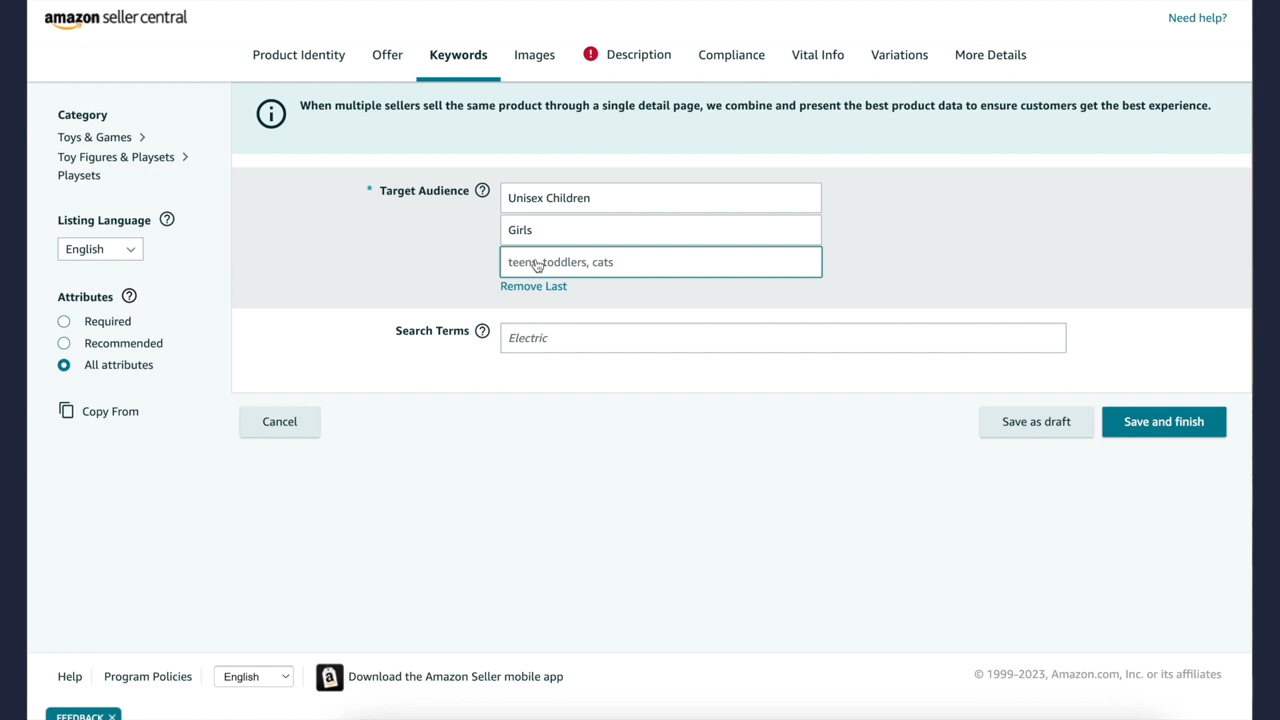 amazon seller central
Need help?
Product Identity
Offer
Keywords
Images
Description
Compliance
Vital Info
Variations
More Details
Category
Toys & Games
Toy Figures & Playsets
Playsets
Listing Language
English
Attributes
Required
Recommended
All attributes
Copy From
When multiple sellers sell the same product through a single detail page, we combine and present the best product data to ensure customers get the best experience.
* Target Audience
Unisex Children
Girls
teens, toddlers, cats
Remove Last
Search Terms
Electric
Cancel
Save as draft
Save and finish
Help
Program Policies
English
Download the Amazon Seller mobile app
© 1999-2023, Amazon.com, Inc. or its affiliates
FEEDBACK